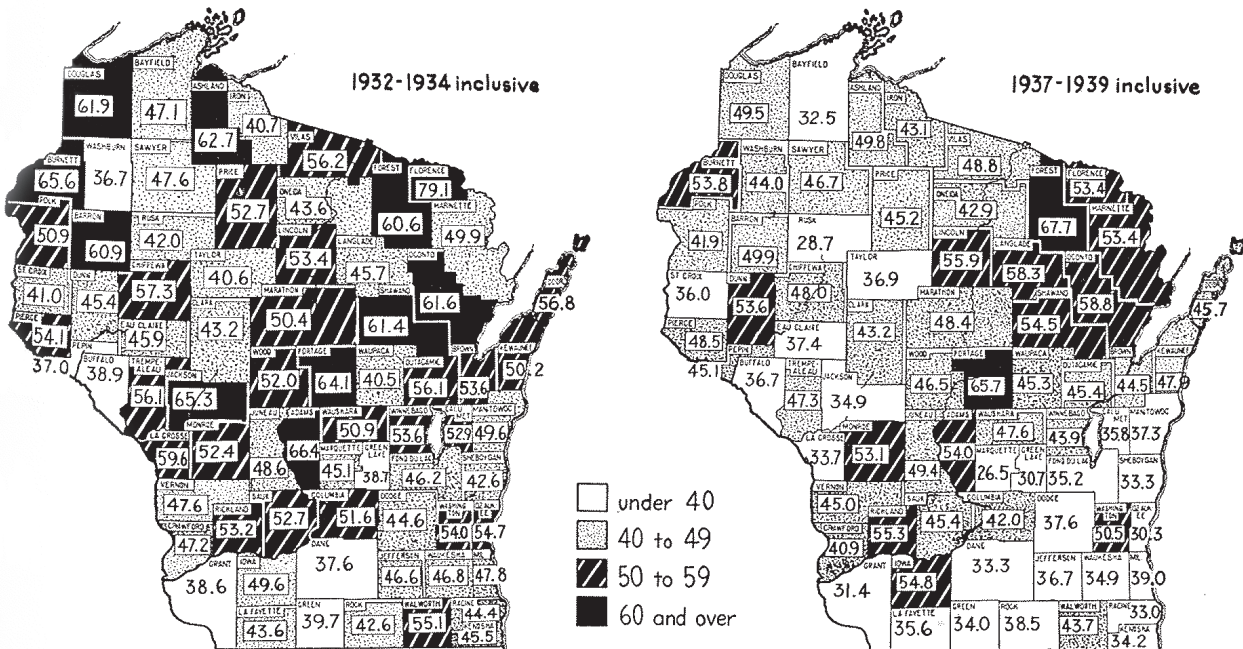 1932-1934 inclusive
DOUGLAS
61.9
BAYFIELD
47.1
ASHLAND
62.7
IRON
40.7
VILAS
56.2
BURNETT
65.6
WASHBURN
36.7
SAWYER
47.6
PRICE
52.7
ONEIDA
43.6
FOREST
60.6
FLORENCE
79.1
MARINETTE
49.9
POLK
50.9
BARRON
60.9
RUSK
42.0
LINCOLN
53.4
LANGLADE
45.7
OCONTO
61.6
TAYLOR
40.6
ST CROIX
41.0
DUNN
45.4
CHIPPEWA
57.3
CLARK
43.2
MARATHON
50.4
SHAWANO
61.4
DOOR
56.8
PIERCE
54.1
PEPIN
37.0
EAU CLAIRE
45.9
BUFFALO
38.9
TREMPEALEAU
56.1
JACKSON
65.3
WOOD
52.0
PORTAGE
64.1
WAUPACA
40.5
OUTAGAMIE
56.1
BROWN
53.6
KEWAUNEE
50.2
LA CROSSE
59.6
MONROE
52.4
JUNEAU
48.6
ADAMS
66.4
WAUSHARA
50.9
WINNEBAGO
53.6
CALUMET
52.9
MANITOWOC
49.6
MARQUETTE
45.1
GREEN LAKE
38.7
FOND DU LAC
46.2
SHEBOYGAN
42.6
VERNON
47.6
CRAWFORD
47.2
RICHLAND
53.2
SAUK
52.7
COLUMBIA
51.6
DODGE
44.6
WASHINGTON
54.0
OZAUKEE
54.7
GRANT
38.6
IOWA
49.6
DANE
37.6
JEFFERSON
46.6
WAUKESHA
46.8
MIL.
47.8
LA FAYETTE
43.6
GREEN
39.7
ROCK
42.6
WALWORTH
55.1
RACINE
44.4
KENOSHA
45.5
under 40
40 to 49
50 to 59
60 and over
1937-1939 inclusive
DOUGLAS
49.5
BAYFIELD
32.5
ASHLAND
49.8
IRON
43.1
VILAS
48.8
BURNETT
53.8
WASHBURN
44.0
SAWYER
46.7
PRICE
45.2
ONEIDA
42.9
FOREST
67.7
FLORENCE
53.4
MARINETTE
53.4
POLK
41.9
BARRON
49.9
RUSK
28.7
LINCOLN
55.9
LANGLADE
58.3
OCONTO
58.8
TAYLOR
36.9
ST CROIX
36.0
DUNN
53.6
CHIPPEWA
48.0
CLARK
43.2
MARATHON
48.4
SHAWANO
54.5
DOOR
45.7
PIERCE
48.5
PEPIN
45.1
EAU CLAIRE
37.4
BUFFALO
36.7
47.3
JACKSON
34.9
WOOD
46.5
PORTAGE
65.7
WAUPACA
45.3
OUTAGAMIE
45.4
BROWN
44.5
KEWAUNEE
LA CROSSE
33.7
MONROE
53.1
JUNEAU
49.4
ADAMS
54.0
WAUSHARA
47.6
WINNEBAGO
43.9
CALUMET
35.8
MANITOWOC
37.3
MARQUETTE
26.5
GREEN LAKE
30.7
FOND DU LAC
35.2
SHEBOYGAN
33.3
VERNON
45.0
CRAWFORD
40.9
RICHLAND
55.3
SAUK
45.4
COLUMBIA
42.0
DODGE
37.6
WASHINGTON
50.5
OZAUKEE
30.3
GRANT
31.4
IOWA
54.8
DANE
33.3
JEFFERSON
36.7
WAUKESHA
34.9
MIL.
39.0
LA FAYETTE
35.6
GREEN
34.0
ROCK
38.5
WALWORTH
43.7
RACINE
33.0
KENOSHA
34.2